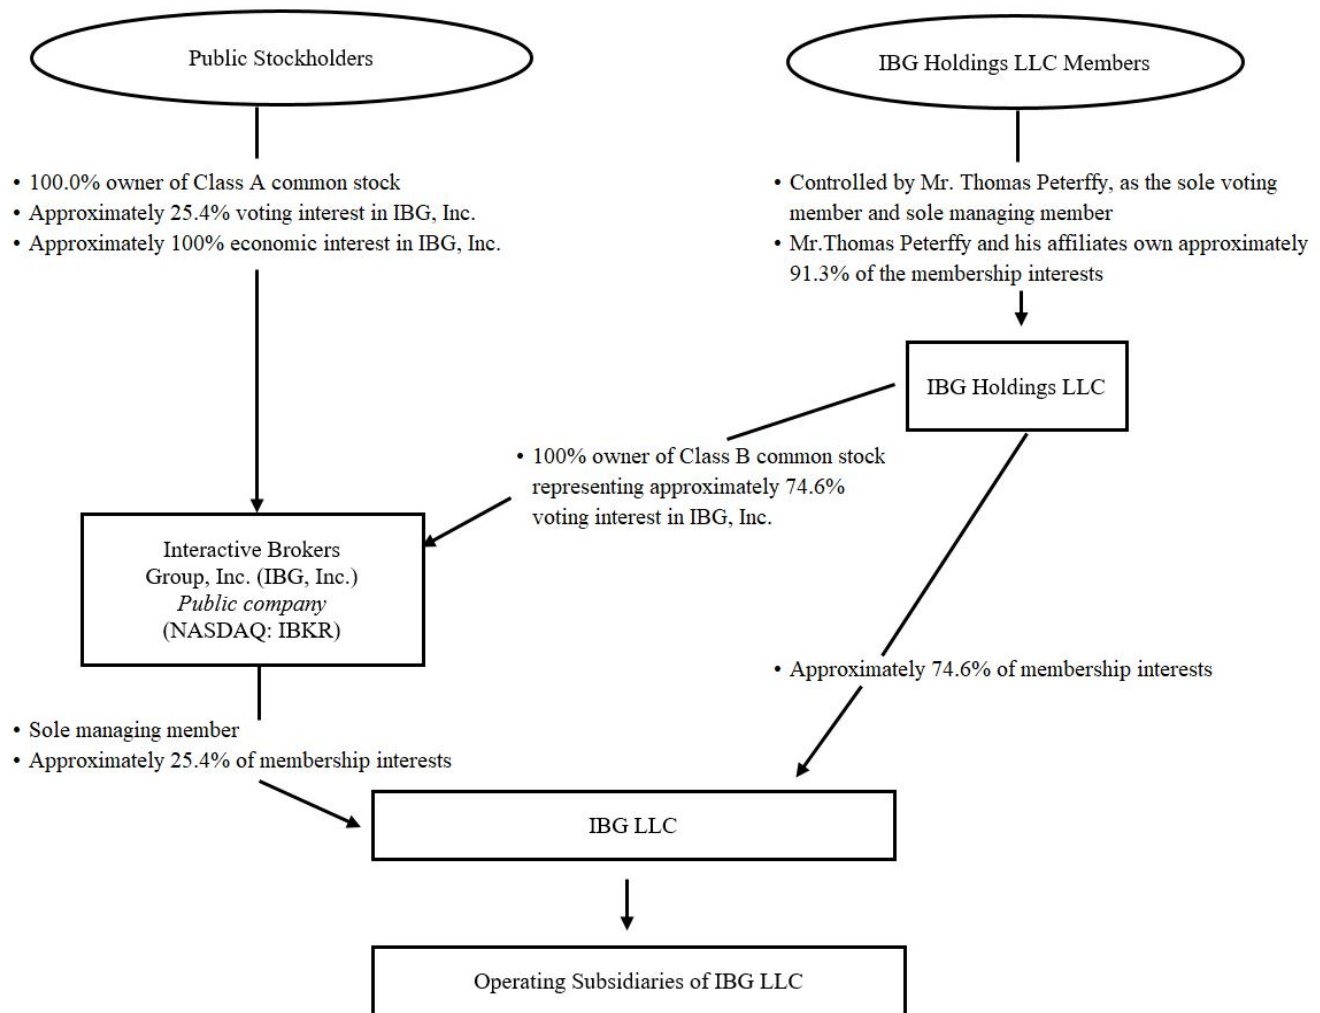 Public Stockholders
IBG Holdings LLC Members
• 100.0% owner of Class A common stock
• Approximately 25.4% voting interest in IBG, Inc.
• Approximately 100% economic interest in IBG, Inc.
• Controlled by Mr. Thomas Peterffy, as the sole voting
member and sole managing member
• Mr.Thomas Peterffy and his affiliates own approximately
91.3% of the membership interests
IBG Holdings LLC
• 100% owner of Class B common stock
representing approximately 74.6%
voting interest in IBG, Inc.
Interactive Brokers
Group, Inc. (IBG, Inc.)
Public company
(NASDAQ: IBKR)
• Approximately 74.6% of membership interests
• Sole managing member
• Approximately 25.4% of membership interests
IBG LLC
Operating Subsidiaries of IBG LLC